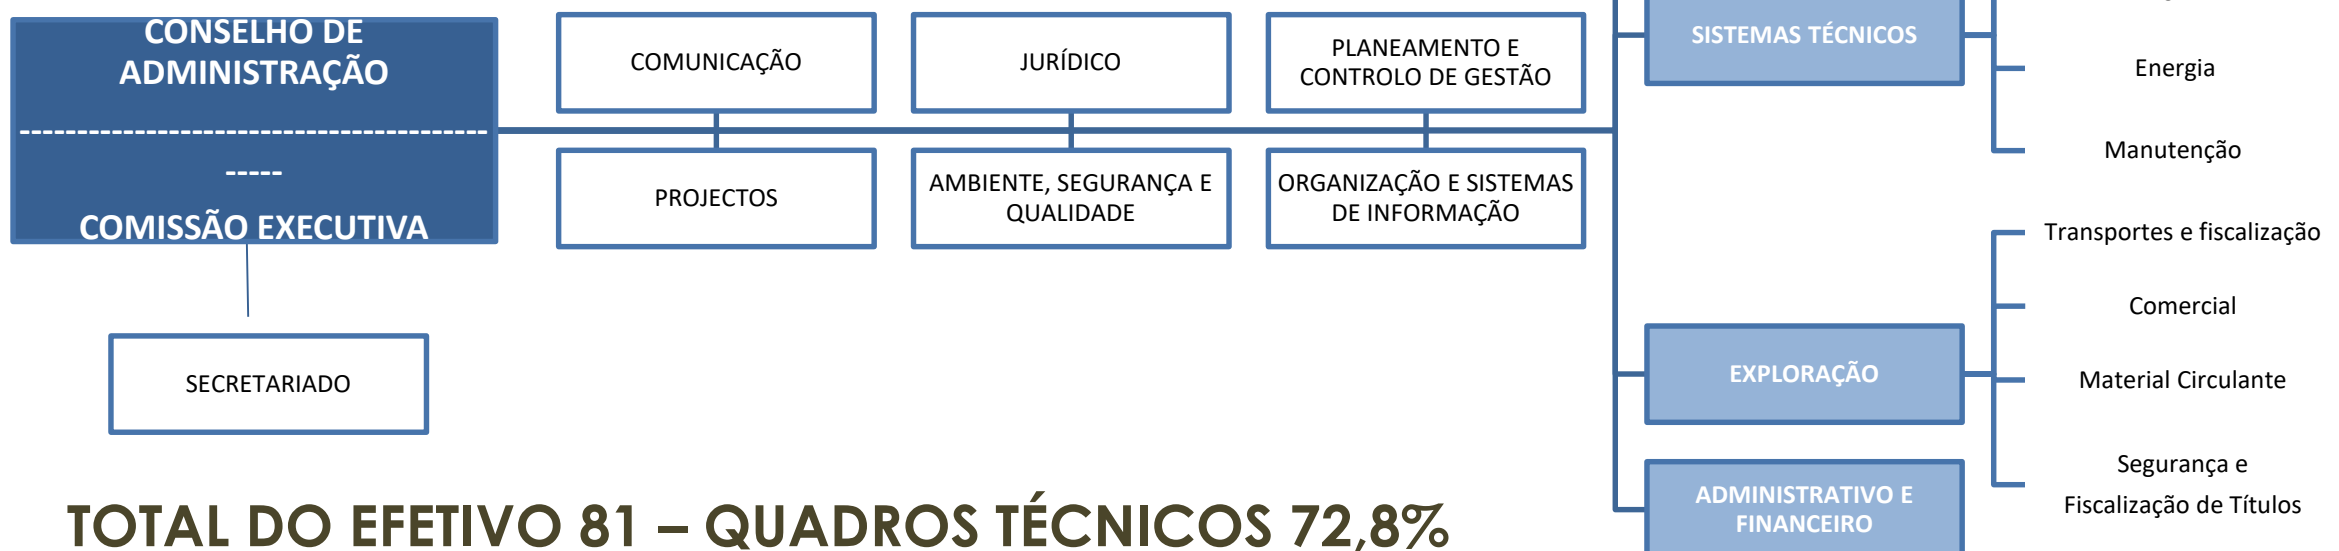 CONSELHO DE
ADMINISTRAÇÃO
-----------------------------------------
-----
COMISSÃO EXECUTIVA
SECRETARIADO
COMUNICAÇÃO
JURÍDICO
PLANEAMENTO E
CONTROLO DE GESTÃO
PROJECTOS
AMBIENTE, SEGURANÇA E
QUALIDADE
ORGANIZAÇÃO E SISTEMAS
DE INFORMAÇÃO
SISTEMAS TÉCNICOS
Energia
Manutenção
EXPLORAÇÃO
Transportes e fiscalização
Comercial
Material Circulante
Segurança e
Fiscalização de Títulos
ADMINISTRATIVO E
FINANCEIRO
TOTAL DO EFETIVO 81 – QUADROS TÉCNICOS 72,8%